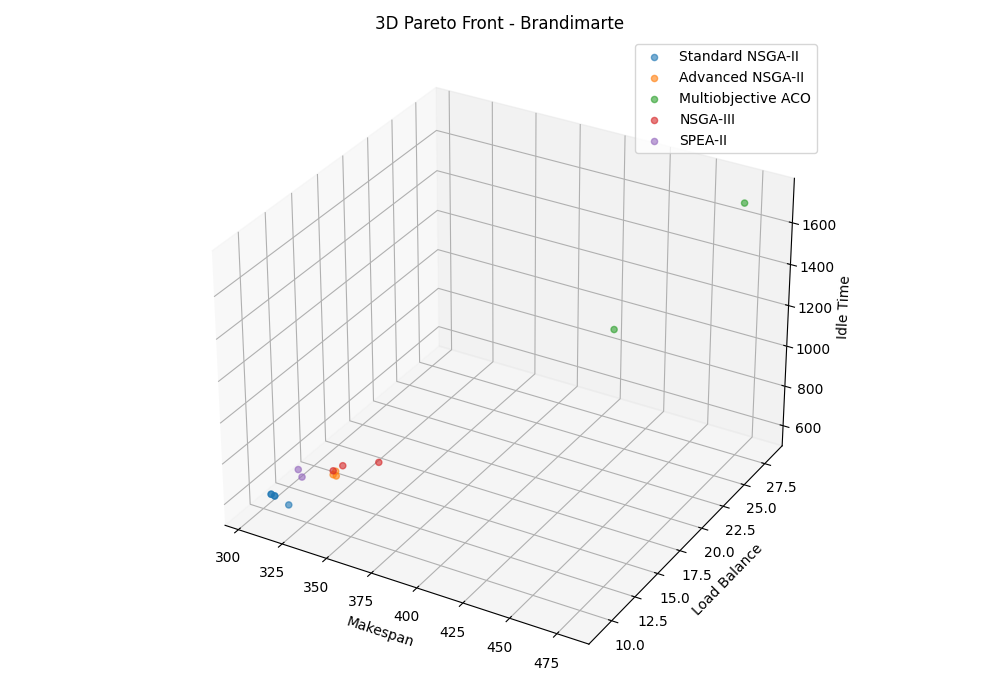 3D Pareto Front - Brandimarte
Standard NSGA-II
Advanced NSGA-II
Multiobjective ACO
NSGA-III
SPEA-II
1600
1400
1200
1000
800
600
Idle Time
27.5
25.0
22.5
20.0
17.5
15.0
12.5
10.0
Load Balance
300
325
350
375
400
425
450
475
Makespan